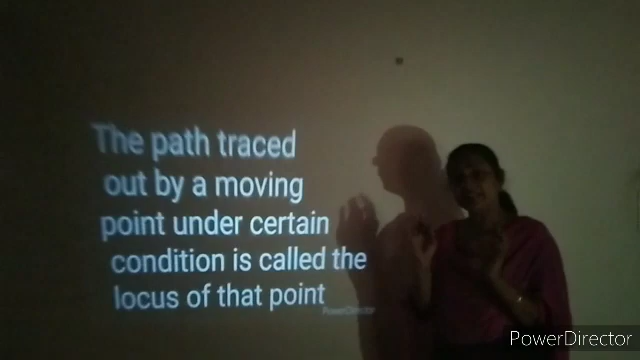 The path traced
out by a moving
point under certain
condition is called the
locus of that point
PowerDirector
PowerDirector